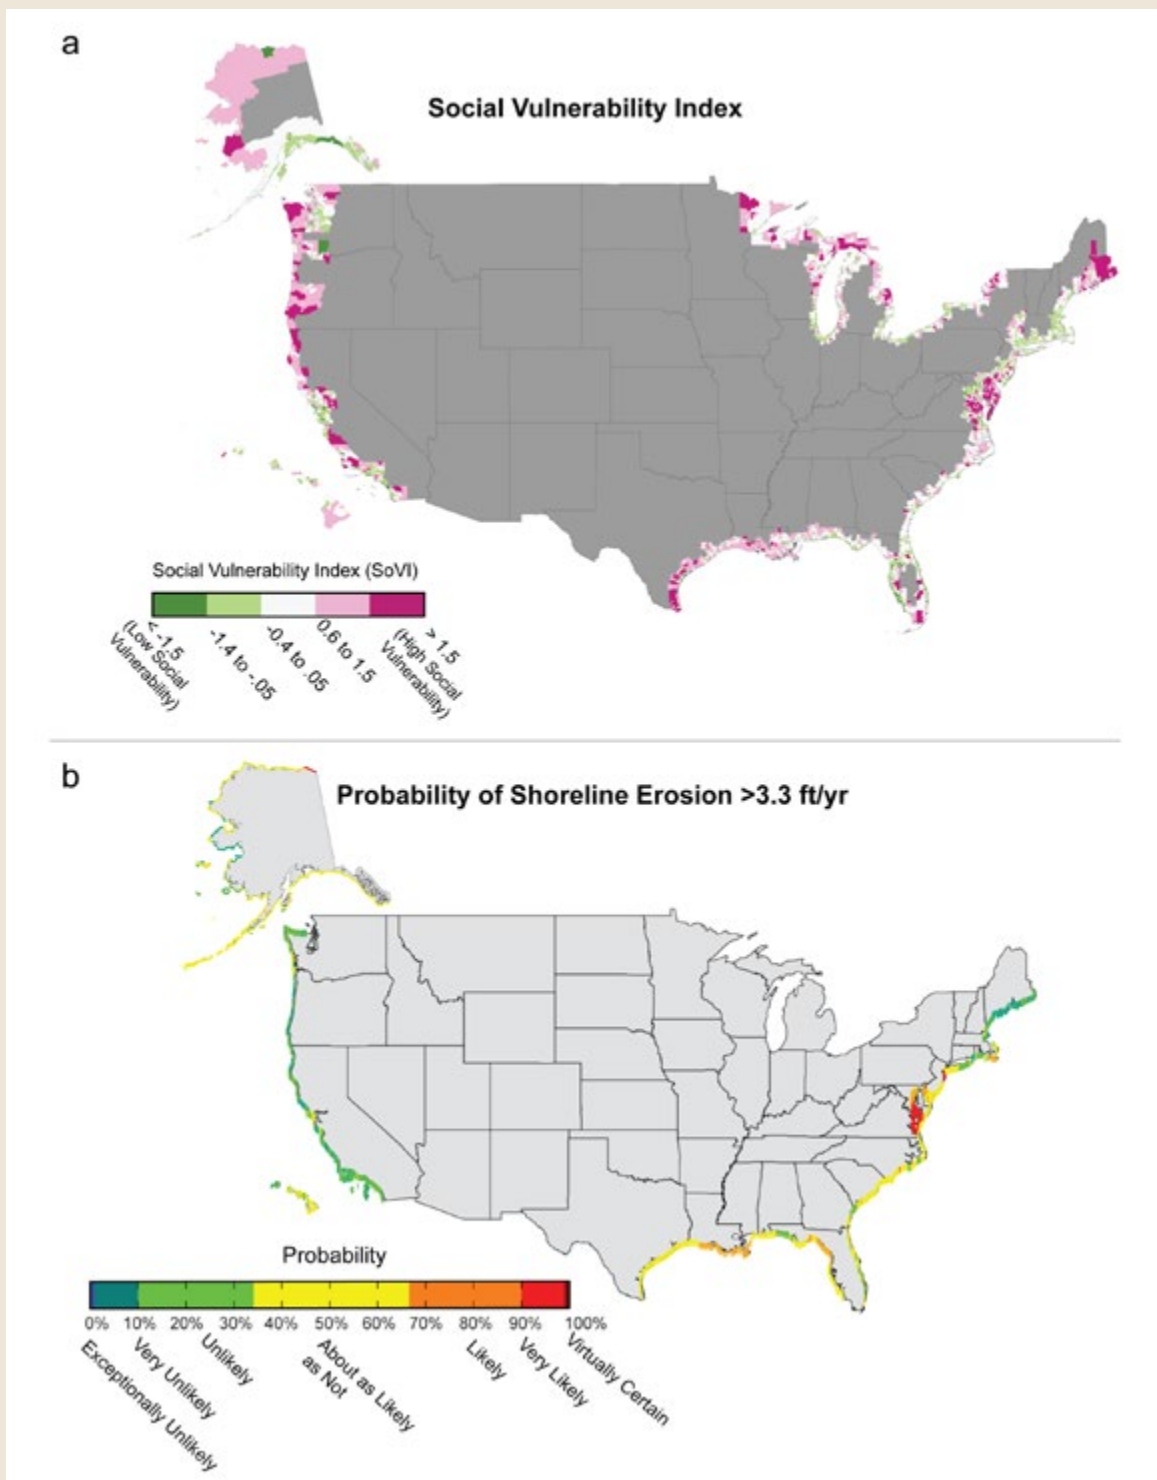 a
Social Vulnerability Index
Social Vulnerability Index (SoVI)
< -1.5
(Low Social
Vulnerability)
-1.4 to -.05
-0.4 to .05
0.6 to 1.5
> 1.5
(High Social
Vulnerability)
b
Probability of Shoreline Erosion >3.3 ft/yr
Probability
0% 10% 20% 30% 40% 50% 60% 70% 80% 90% 100%
Exceptionally Unlikely
Very Unlikely
Unlikely
About as Likely
as Not
Likely
Very Likely
Virtually Certain